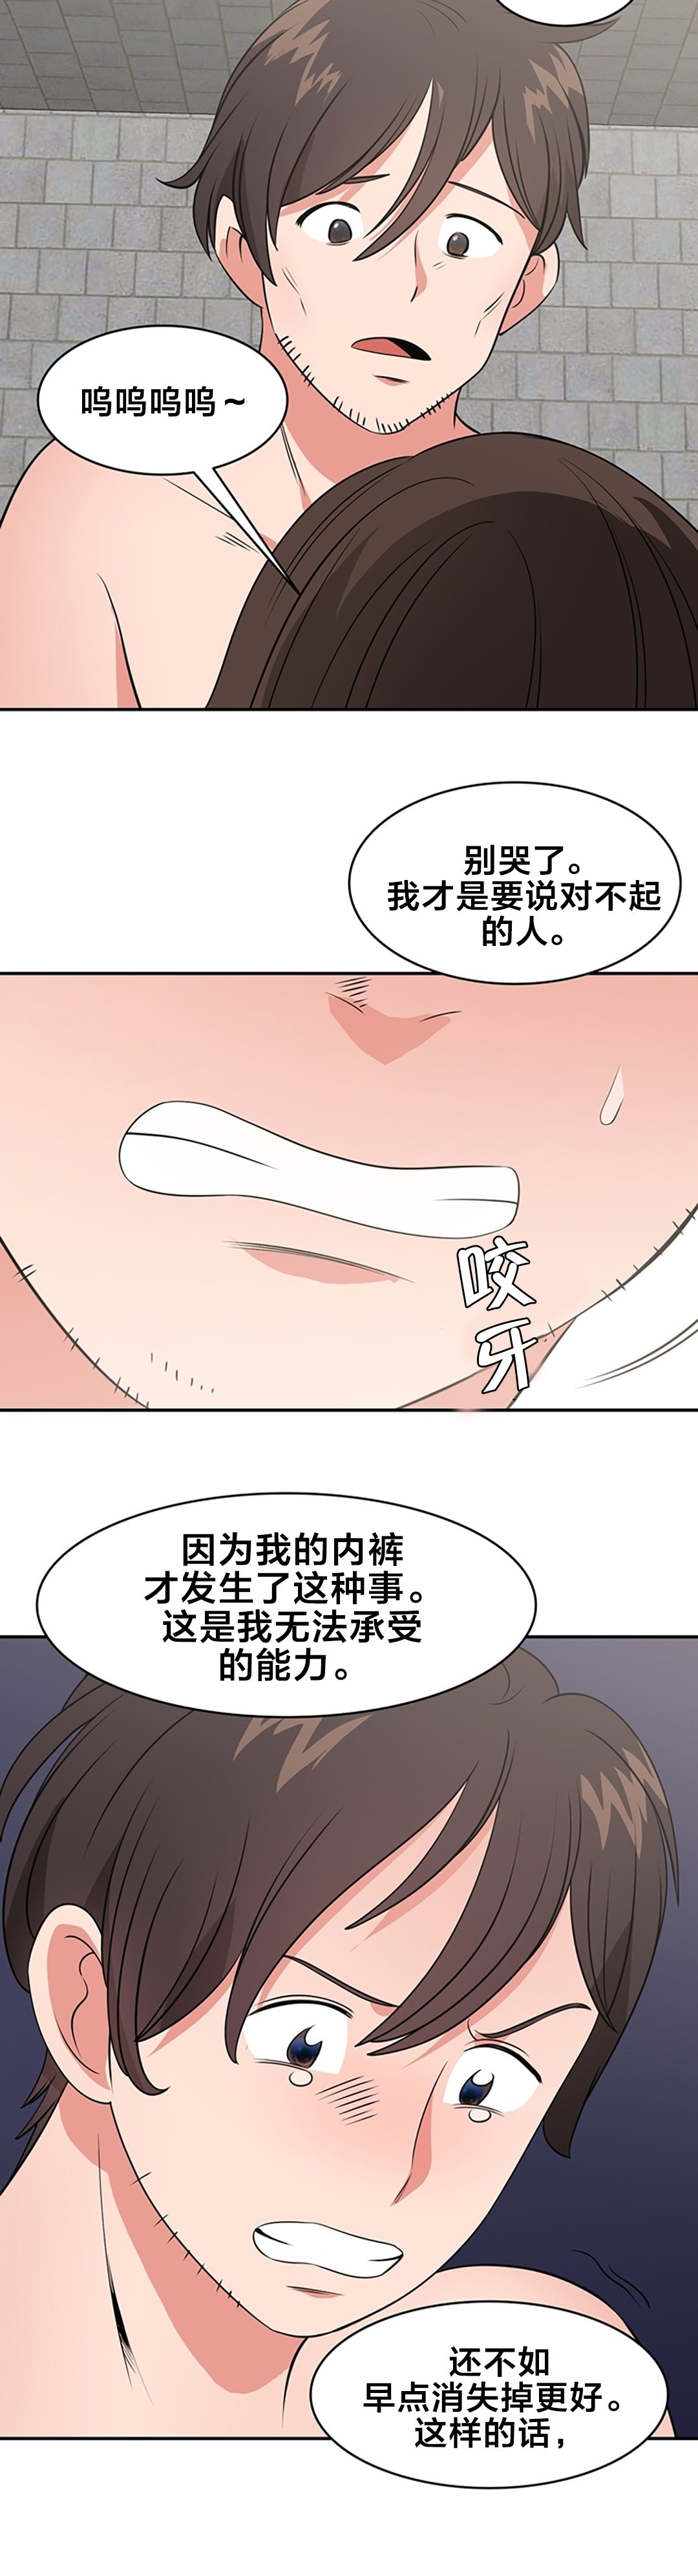 呜呜呜呜~
别哭了。
我才是要说对不起
的人。
咬
牙
因为我的内裤
才发生了这种事。
这是我无法承受
的能力。
还不如
早点消失掉更好。
这样的话，